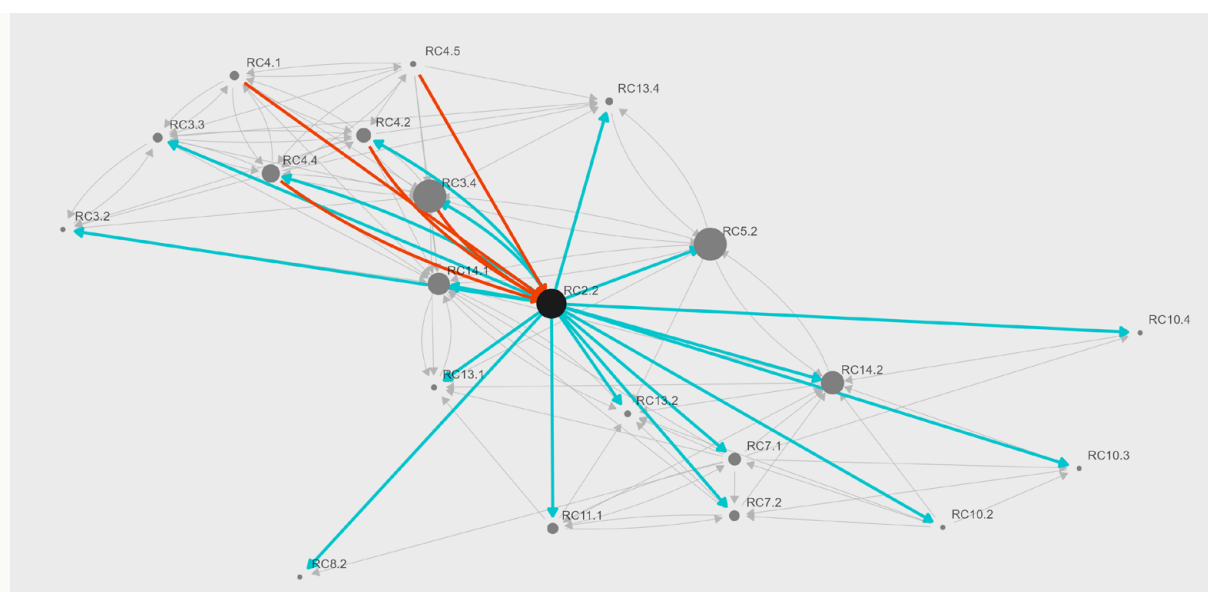 RC4.5
RC4.1
RC13.4
RC3.3
RC4.2
RC4.4
RC3.4
RC3.2
RC5.2
RC14.1
RC2.2
RC10.4
RC14.2
RC13.1
RC13.2
RC7.1
RC10.3
RC7.2
RC11.1
RC10.2
RC8.2